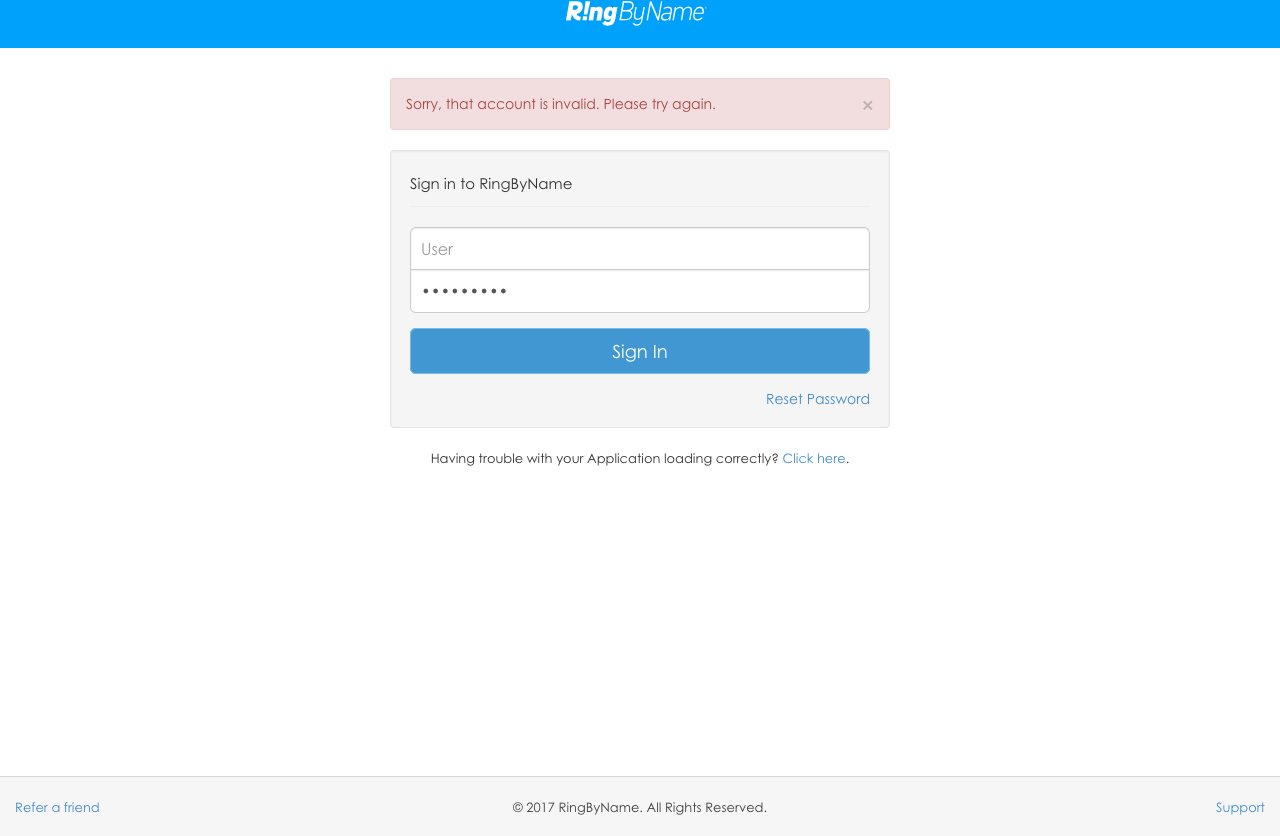 R!ngByName
Sorry, that account is invalid. Please try again. ×
Sign in to RingByName
User
•••••••••
Sign In
Reset Password
Having trouble with your Application loading correctly? Click here.
Refer a friend
© 2017 RingByName. All Rights Reserved.
Support